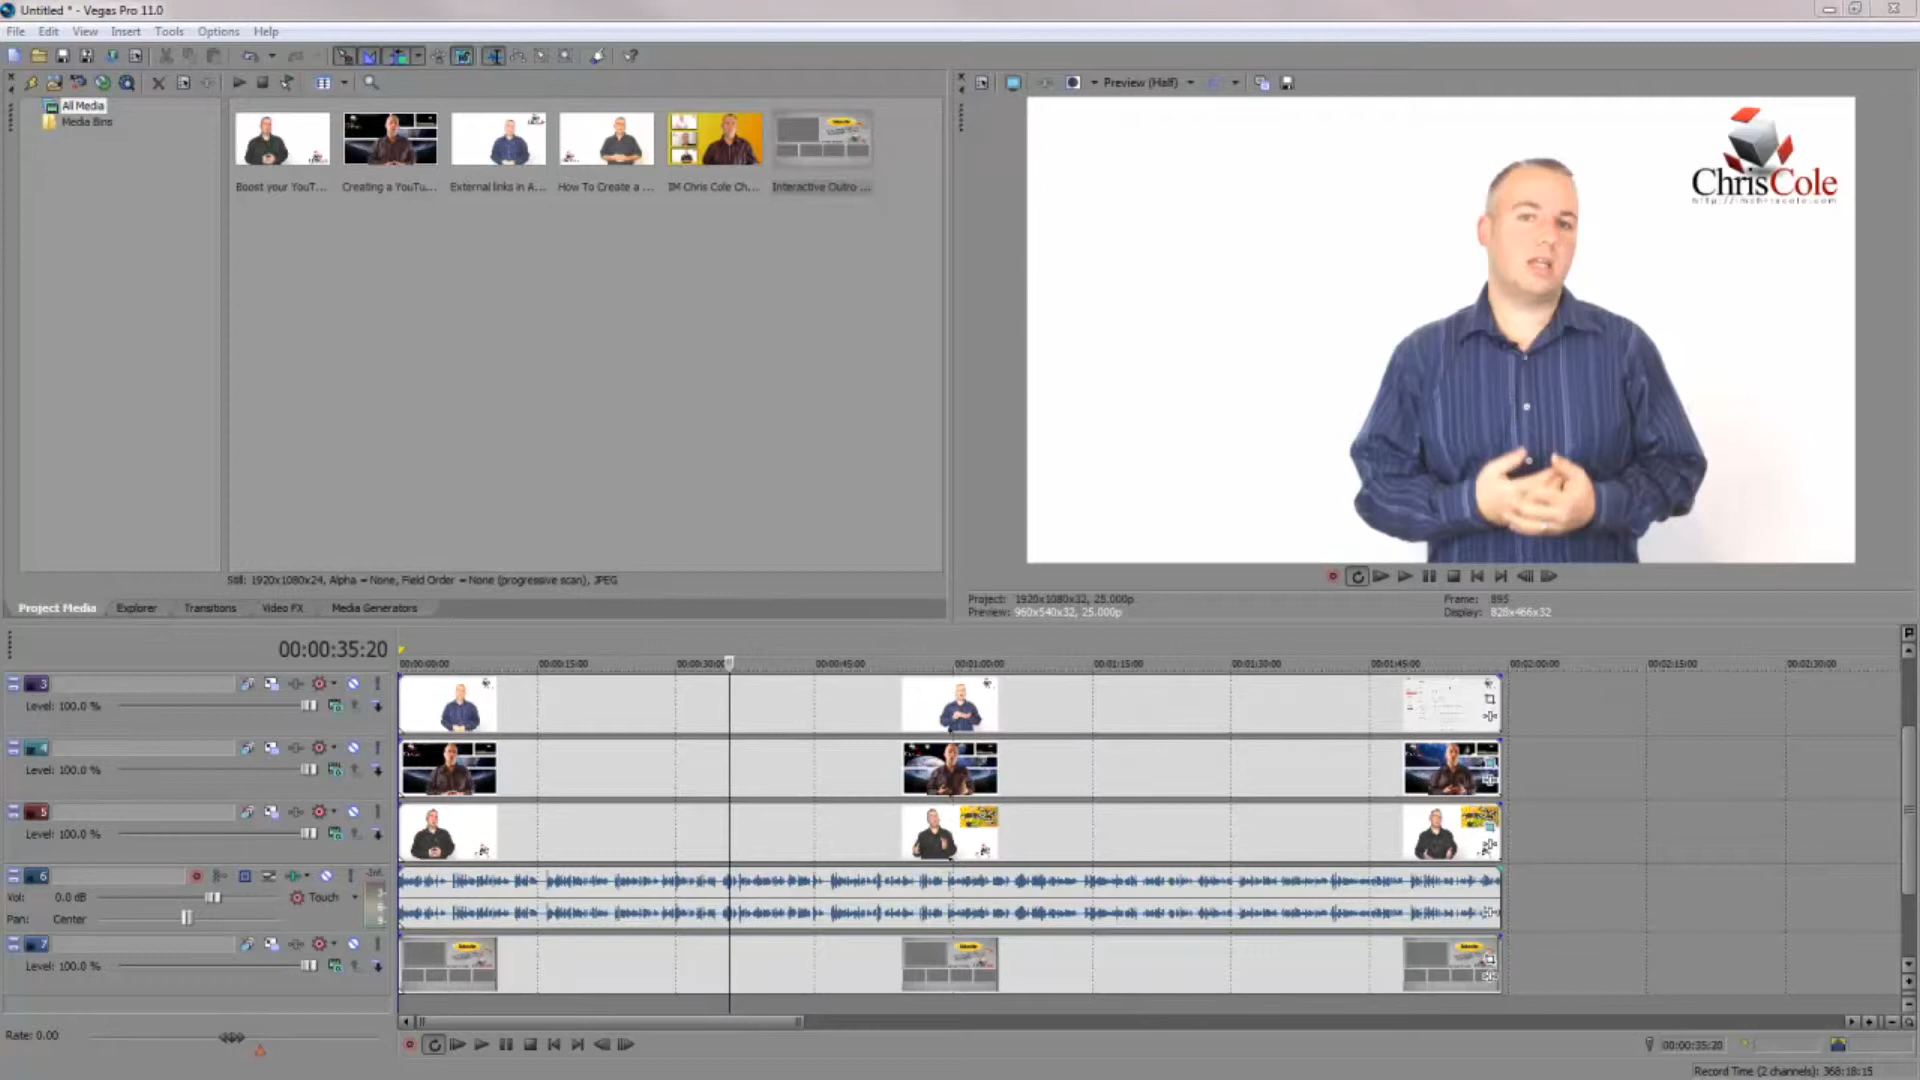 Untitled * - Vegas Pro 11.0
File Edit View Insert Tools Options Help
Preview (Half)
All Media
Media Bins
Boost your YouT... Creating a YouTu... External links in A... How To Create a ... IM Chris Cole Ch... Interactive Outro ...
ChrisCole
Still: 1920x1080x24, Alpha = None, Field Order = None (progressive scan), JPEG
Project Media Explorer Transitions Video FX Media Generators
Project: 1920x1080x32, 25.000p Frame: 895
Preview: 960x540x32, 25.000p Display: 828x466x32
00:00:35:20
00:00:00:00 00:00:15:00 00:00:30:00 00:00:45:00 00:01:00:00 00:01:15:00 00:01:30:00 00:01:45:00 00:02:00:00 00:02:15:00 00:02:30:00
3
Level: 100.0 %
4
Level: 100.0 %
5
Level: 100.0 %
6 -Inf.
Vol: 0.0 dB Touch
Pan: Center
7
Level: 100.0 %
Rate: 0.00
00:00:35:20
Record Time (2 channels): 368:18:15